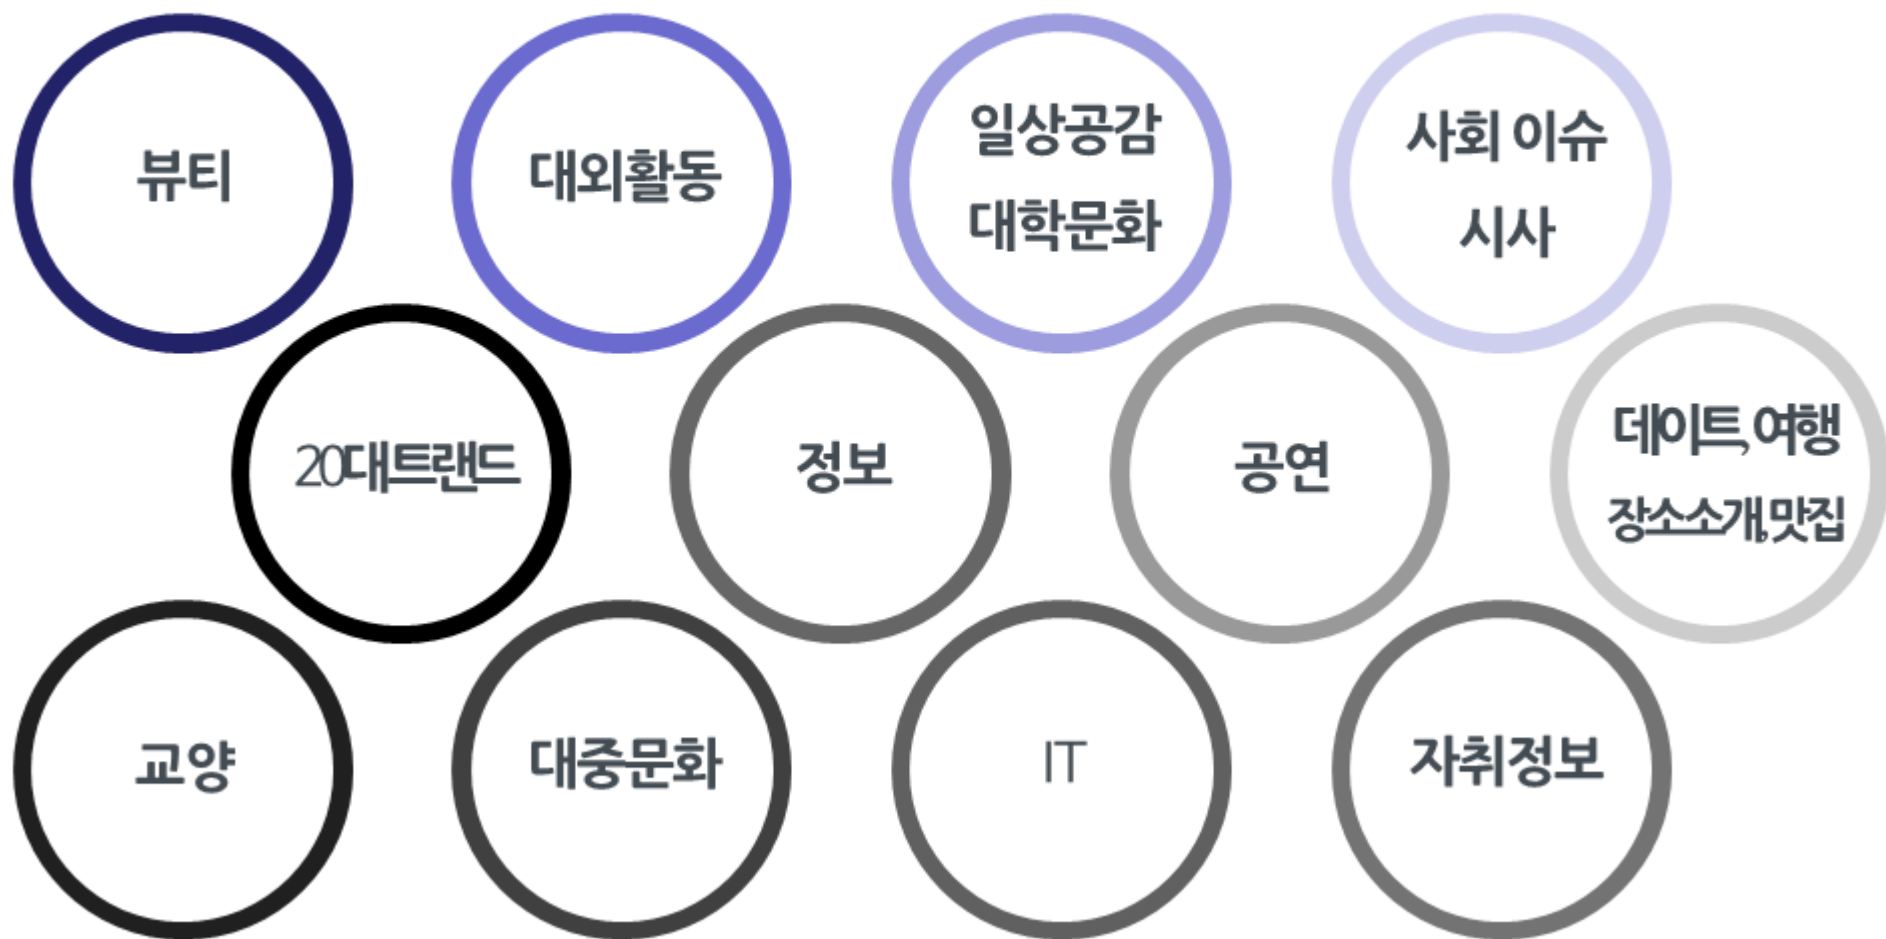 뷰티
대외활동
일상공감
대학문화
사회 이슈
시사
20대트랜드
정보
공연
데이트, 여행
장소소개,맛집
교양
대중문화
IT
자취정보